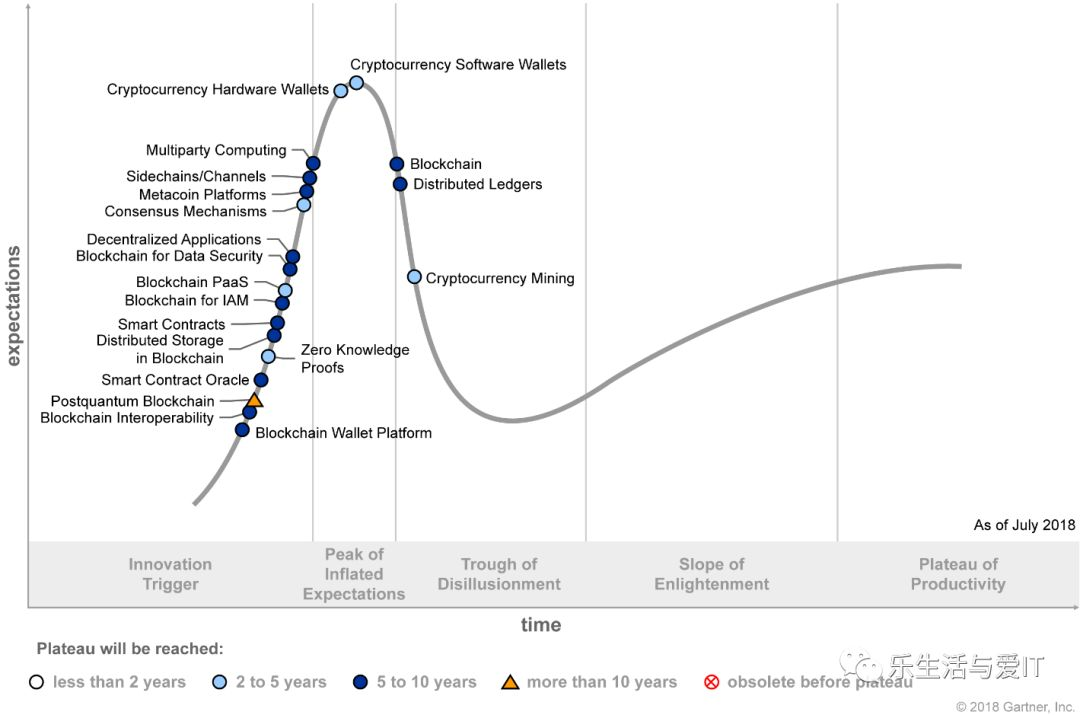 Cryptocurrency Software Wallets
Cryptocurrency Hardware Wallets
Multiparty Computing
Blockchain
Sidechains/Channels
Distributed Ledgers
Metacoin Platforms
Consensus Mechanisms
Decentralized Applications
Blockchain for Data Security
Cryptocurrency Mining
Blockchain PaaS
Blockchain for IAM
Smart Contracts
Distributed Storage
in Blockchain
Zero Knowledge
Proofs
Smart Contract Oracle
Postquantum Blockchain
Blockchain Interoperability
Blockchain Wallet Platform
expectations
As of July 2018
Innovation
Trigger
Peak of
Inflated
Expectations
Trough of
Disillusionment
Slope of
Enlightenment
Plateau of
Productivity
time
Plateau will be reached:
less than 2 years
2 to 5 years
5 to 10 years
more than 10 years
obsolete before plateau
乐生活与爱IT
© 2018 Gartner, Inc.